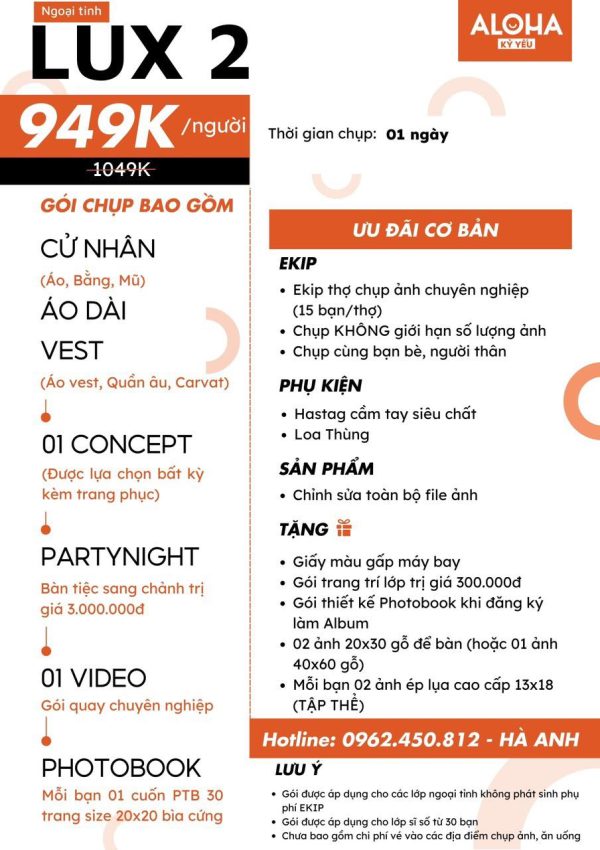 Ngoại tỉnh
LUX 2
ALOHA
KỶ YẾU
949K /người
1049K
Thời gian chụp: 01 ngày
GÓI CHỤP BAO GỒM
CỬ NHÂN
(Áo, Bằng, Mũ)
ÁO DÀI
VEST
(Áo vest, Quần âu, Carvat)
01 CONCEPT
(Được lựa chọn bất kỳ
kèm trang phục)
PARTYNIGHT
Bàn tiệc sang chảnh trị
giá 3.000.000đ
01 VIDEO
Gói quay chuyên nghiệp
PHOTOBOOK
Mỗi bạn 01 cuốn PTB 30
trang size 20x20 bìa cứng
ƯU ĐÃI CƠ BẢN
EKIP
• Ekip thợ chụp ảnh chuyên nghiệp
(15 bạn/thợ)
• Chụp KHÔNG giới hạn số lượng ảnh
• Chụp cùng bạn bè, người thân
PHỤ KIỆN
• Hastag cầm tay siêu chất
• Loa Thùng
SẢN PHẨM
• Chỉnh sửa toàn bộ file ảnh
TẶNG
• Giấy màu gấp máy bay
• Gói trang trí lớp trị giá 300.000đ
• Gói thiết kế Photobook khi đăng ký
làm Album
• 02 ảnh 20x30 gỗ để bàn (hoặc 01 ảnh
40x60 gỗ)
• Mỗi bạn 02 ảnh ép lụa cao cấp 13x18
(TẬP THỂ)
Hotline: 0962.450.812 - HÀ ANH
LƯU Ý
• Gói được áp dụng cho các lớp ngoại tỉnh không phát sinh phụ
phí EKIP
• Gói được áp dụng cho lớp sĩ số từ 30 bạn
• Chưa bao gồm chi phí vé vào các địa điểm chụp ảnh, ăn uống